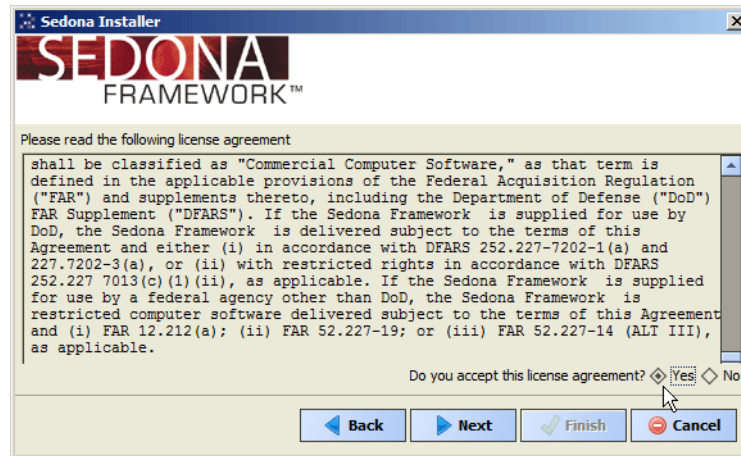 Sedona Installer
SEDONA
FRAMEWORK™
Please read the following license agreement
shall be classified as "Commercial Computer Software," as that term is
defined in the applicable provisions of the Federal Acquisition Regulation
("FAR") and supplements thereto, including the Department of Defense ("DoD")
FAR Supplement ("DFARS"). If the Sedona Framework is supplied for use by
DoD, the Sedona Framework is delivered subject to the terms of this
Agreement and either (i) in accordance with DFARS 252.227-7202-1(a) and
227.7202-3(a), or (ii) with restricted rights in accordance with DFARS
252.227 7013(c)(1)(ii), as applicable. If the Sedona Framework is supplied
for use by a federal agency other than DoD, the Sedona Framework is
restricted computer software delivered subject to the terms of this Agreement
and (i) FAR 12.212(a); (ii) FAR 52.227-19; or (iii) FAR 52.227-14 (ALT III),
as applicable.
Do you accept this license agreement? Yes No
Back Next Finish Cancel